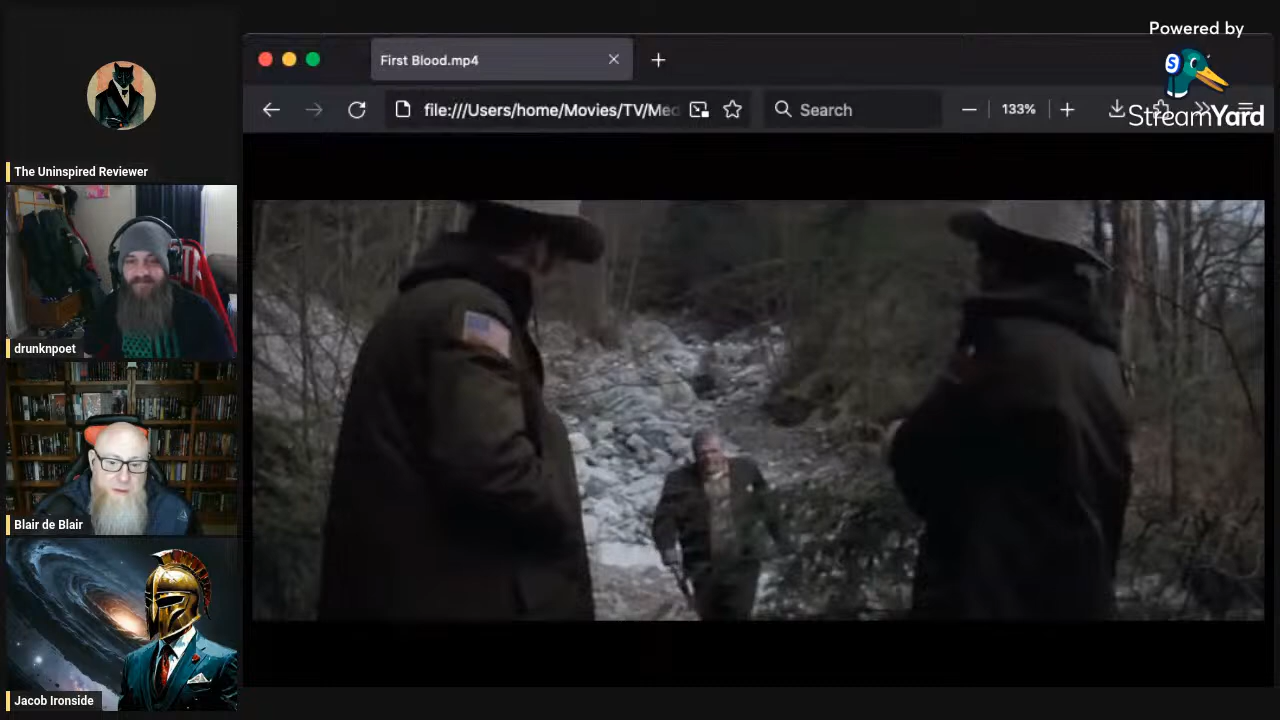 Powered by
StreamYard
First Blood.mp4
file:///Users/home/Movies/TV/Med
Search
133%
The Uninspired Reviewer
drunknpoet
Blair de Blair
Jacob Ironside